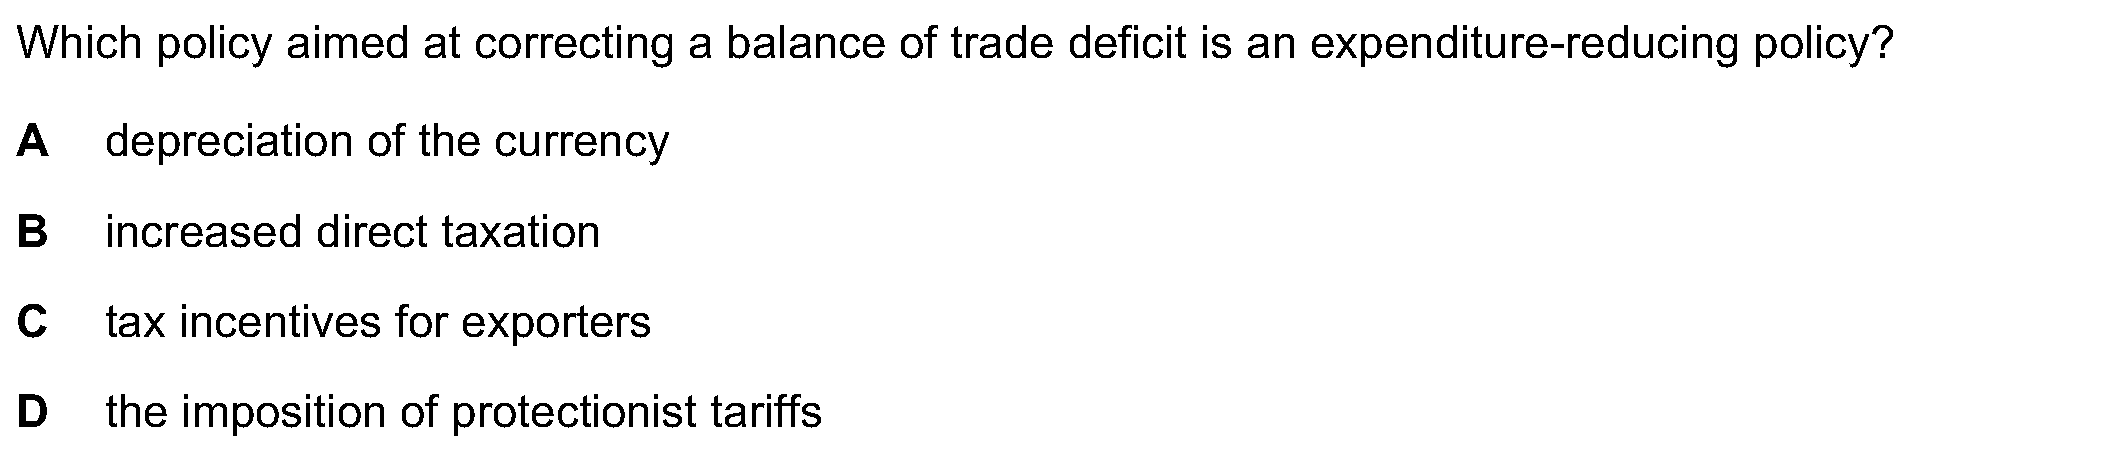 Which policy aimed at correcting a balance of trade deficit is an expenditure-reducing policy?
A depreciation of the currency
B increased direct taxation
C tax incentives for exporters
D the imposition of protectionist tariffs